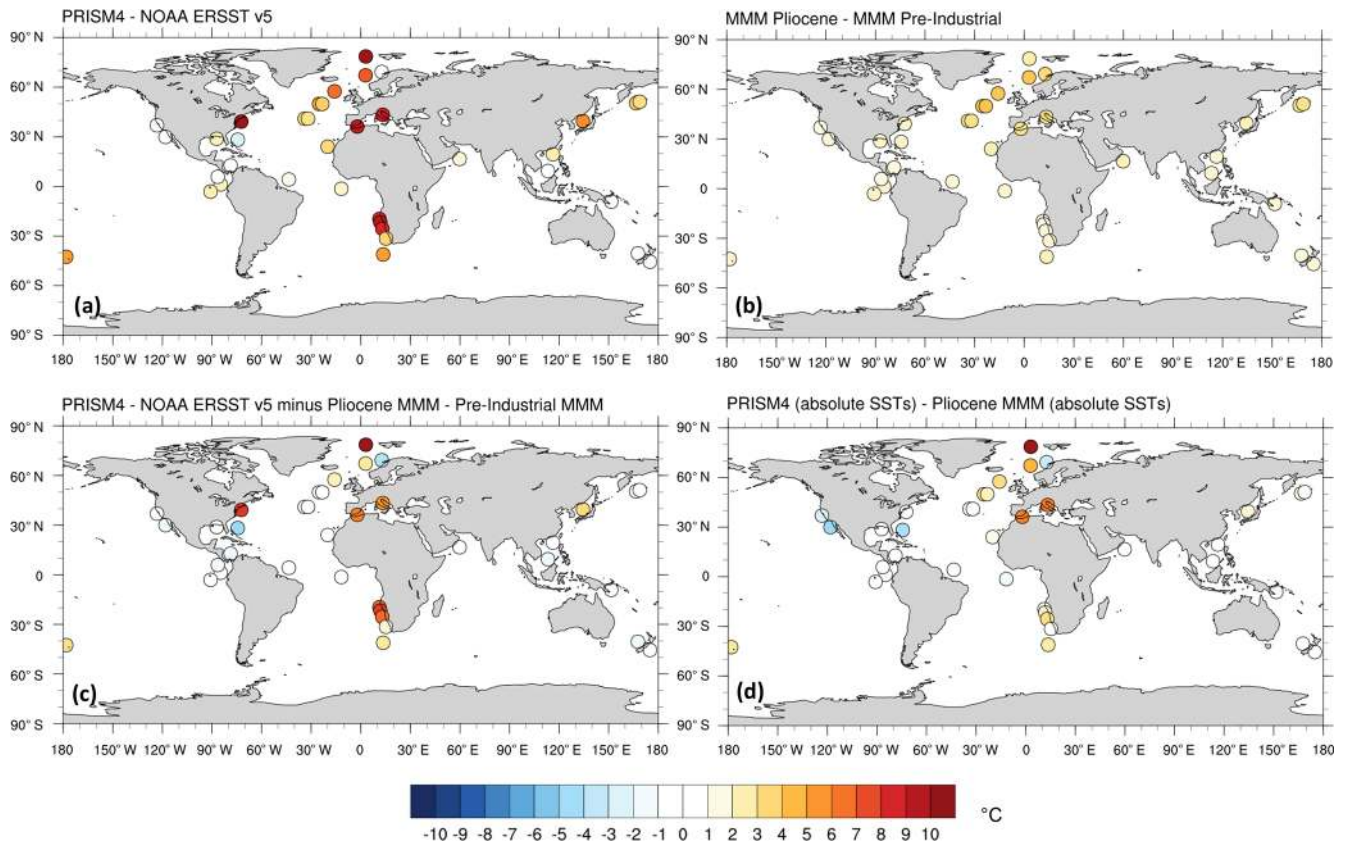 PRISM4 - NOAA ERSST v5
90° N
60° N
30° N
0
30° S
60° S
90° S
(a)
180 150° W 120° W 90° W 60° W 30° W 0 30° E 60° E 90° E 120° E 150° E 180
MMM Pliocene - MMM Pre-Industrial
90° N
60° N
30° N
0
30° S
60° S
90° S
(b)
180 150° W 120° W 90° W 60° W 30° W 0 30° E 60° E 90° E 120° E 150° E 180
PRISM4 - NOAA ERSST v5 minus Pliocene MMM - Pre-Industrial MMM
90° N
60° N
30° N
0
30° S
60° S
90° S
(c)
180 150° W 120° W 90° W 60° W 30° W 0 30° E 60° E 90° E 120° E 150° E 180
PRISM4 (absolute SSTs) - Pliocene MMM (absolute SSTs)
90° N
60° N
30° N
0
30° S
60° S
90° S
(d)
180 150° W 120° W 90° W 60° W 30° W 0 30° E 60° E 90° E 120° E 150° E 180
-10 -9 -8 -7 -6 -5 -4 -3 -2 -1 0 1 2 3 4 5 6 7 8 9 10
°C